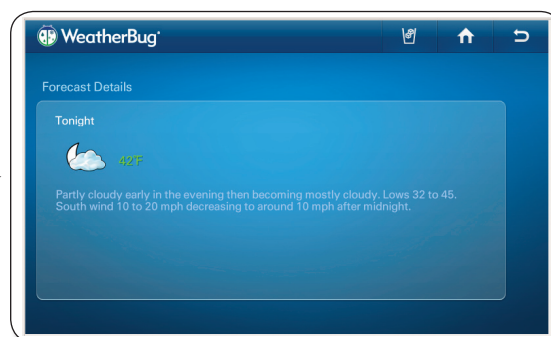 WeatherBug
Forecast Details
Tonight
42°F
Partly cloudy early in the evening then becoming mostly cloudy. Lows 32 to 45.
South wind 10 to 20 mph decreasing to around 10 mph after midnight.